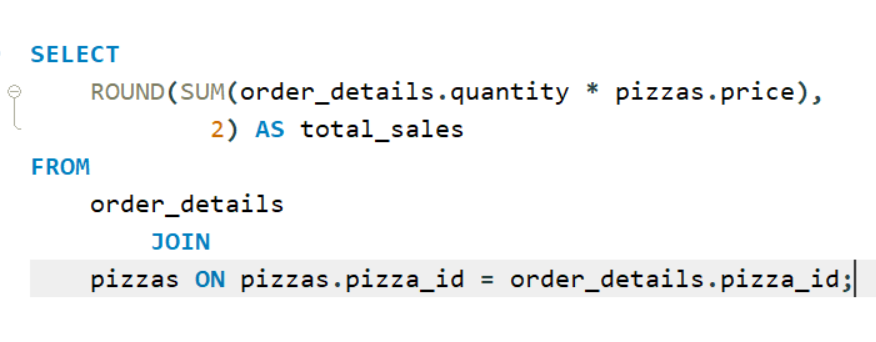 SELECT
ROUND(SUM(order_details.quantity * pizzas.price),
2) AS total_sales
FROM
order_details
JOIN
pizzas ON pizzas.pizza_id = order_details.pizza_id;